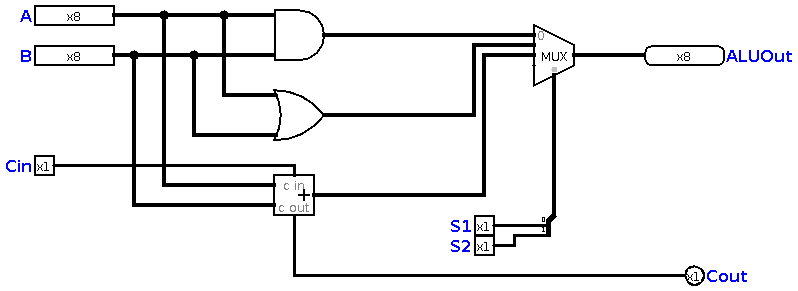 A x8
B x8
0
MUX
x8 ALUOut
Cin x1
c in
+
c out
S1 x1
0
1
S2 x1
x1 Cout